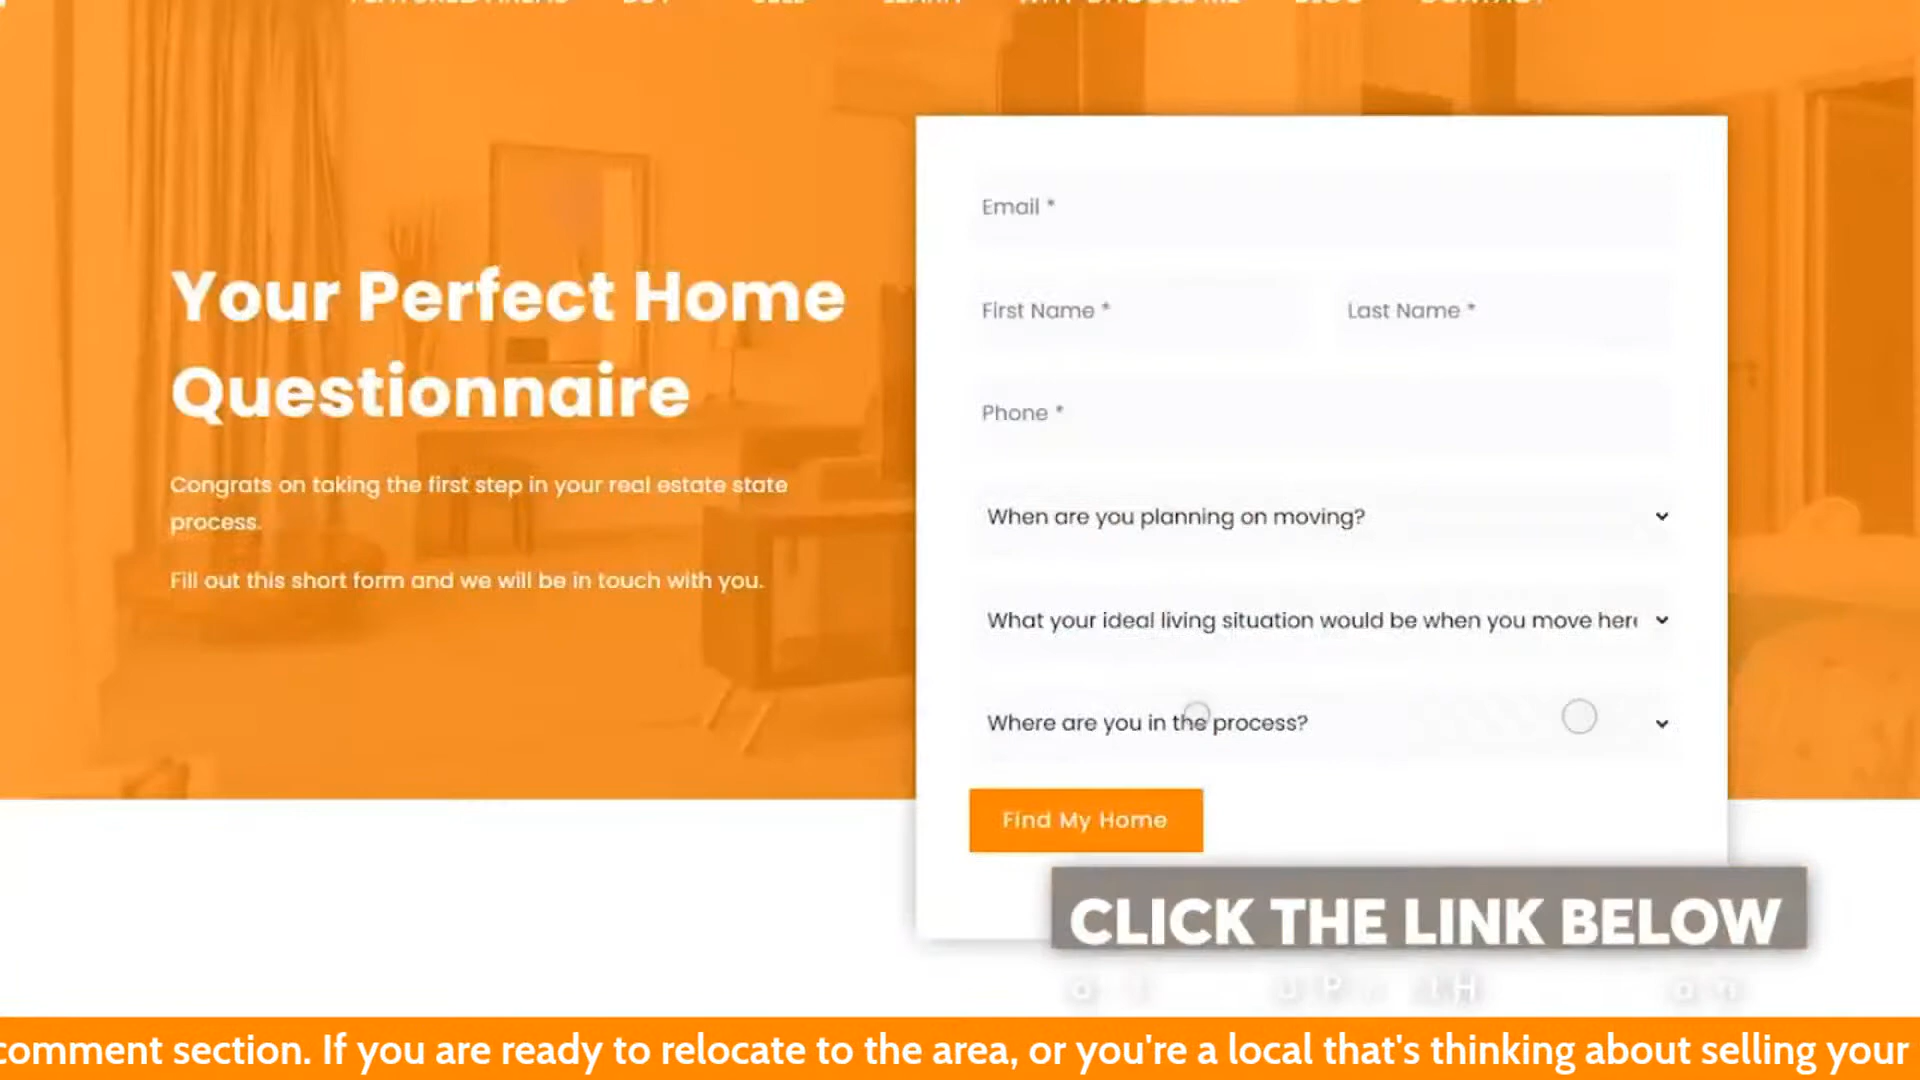 Your Perfect Home
Questionnaire
Congrats on taking the first step in your real estate state
process.
Fill out this short form and we will be in touch with you.
Email *
First Name * Last Name *
Phone *
When are you planning on moving?
What your ideal living situation would be when you move here
Where are you in the process?
Find My Home
CLICK THE LINK BELOW
comment section. If you are ready to relocate to the area, or you're a local that's thinking about selling your